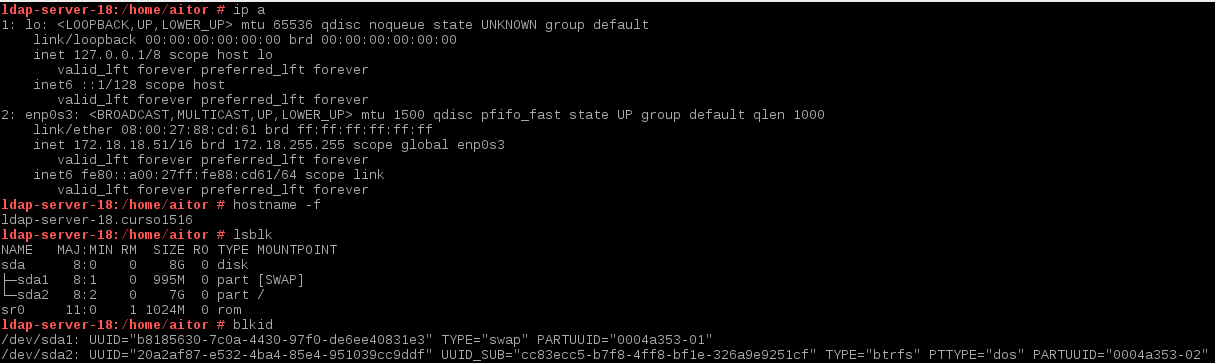 ldap-server-18:/home/aitor # ip a
1: lo: <LOOPBACK,UP,LOWER_UP> mtu 65536 qdisc noqueue state UNKNOWN group default
    link/loopback 00:00:00:00:00:00 brd 00:00:00:00:00:00
    inet 127.0.0.1/8 scope host lo
       valid_lft forever preferred_lft forever
    inet6 ::1/128 scope host
       valid_lft forever preferred_lft forever
2: enp0s3: <BROADCAST,MULTICAST,UP,LOWER_UP> mtu 1500 qdisc pfifo_fast state UP group default qlen 1000
    link/ether 08:00:27:88:cd:61 brd ff:ff:ff:ff:ff:ff
    inet 172.18.18.51/16 brd 172.18.255.255 scope global enp0s3
       valid_lft forever preferred_lft forever
    inet6 fe80::a00:27ff:fe88:cd61/64 scope link
       valid_lft forever preferred_lft forever
ldap-server-18:/home/aitor # hostname -f
ldap-server-18.curso1516
ldap-server-18:/home/aitor # lsblk
NAME   MAJ:MIN RM  SIZE RO TYPE MOUNTPOINT
sda      8:0    0    8G  0 disk
├─sda1   8:1    0  995M  0 part [SWAP]
└─sda2   8:2    0    7G  0 part /
sr0     11:0    1 1024M  0 rom
ldap-server-18:/home/aitor # blkid
/dev/sda1: UUID="b8185630-7c0a-4430-97f0-de6ee40831e3" TYPE="swap" PARTUUID="0004a353-01"
/dev/sda2: UUID="20a2af87-e532-4ba4-85e4-951039cc9ddf" UUID_SUB="cc83ecc5-b7f8-4ff8-bf1e-326a9e9251cf" TYPE="btrfs" PTTYPE="dos" PARTUUID="0004a353-02"